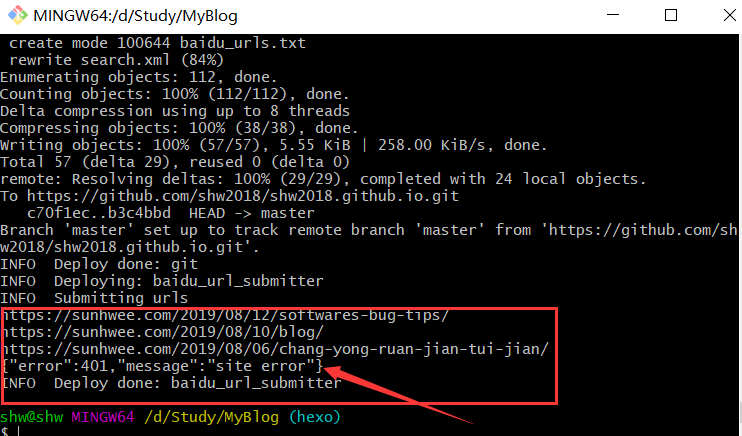 MINGW64:/d/Study/MyBlog
create mode 100644 baidu_urls.txt
rewrite search.xml (84%)
Enumerating objects: 112, done.
Counting objects: 100% (112/112), done.
Delta compression using up to 8 threads
Compressing objects: 100% (38/38), done.
Writing objects: 100% (57/57), 5.55 KiB | 258.00 KiB/s, done.
Total 57 (delta 29), reused 0 (delta 0)
remote: Resolving deltas: 100% (29/29), completed with 24 local objects.
To https://github.com/shw2018/shw2018.github.io.git
c70f1ec..b3c4bbd  HEAD -> master
Branch 'master' set up to track remote branch 'master' from 'https://github.com/sh
w2018/shw2018.github.io.git'.
INFO  Deploy done: git
INFO  Deploying: baidu_url_submitter
INFO  Submitting urls
https://sunhwee.com/2019/08/12/softwares-bug-tips/
https://sunhwee.com/2019/08/10/blog/
https://sunhwee.com/2019/08/06/chang-yong-ruan-jian-tui-jian/
{"error":401,"message":"site error"}
INFO  Deploy done: baidu_url_submitter
shw@shw MINGW64 /d/Study/MyBlog (hexo)
$